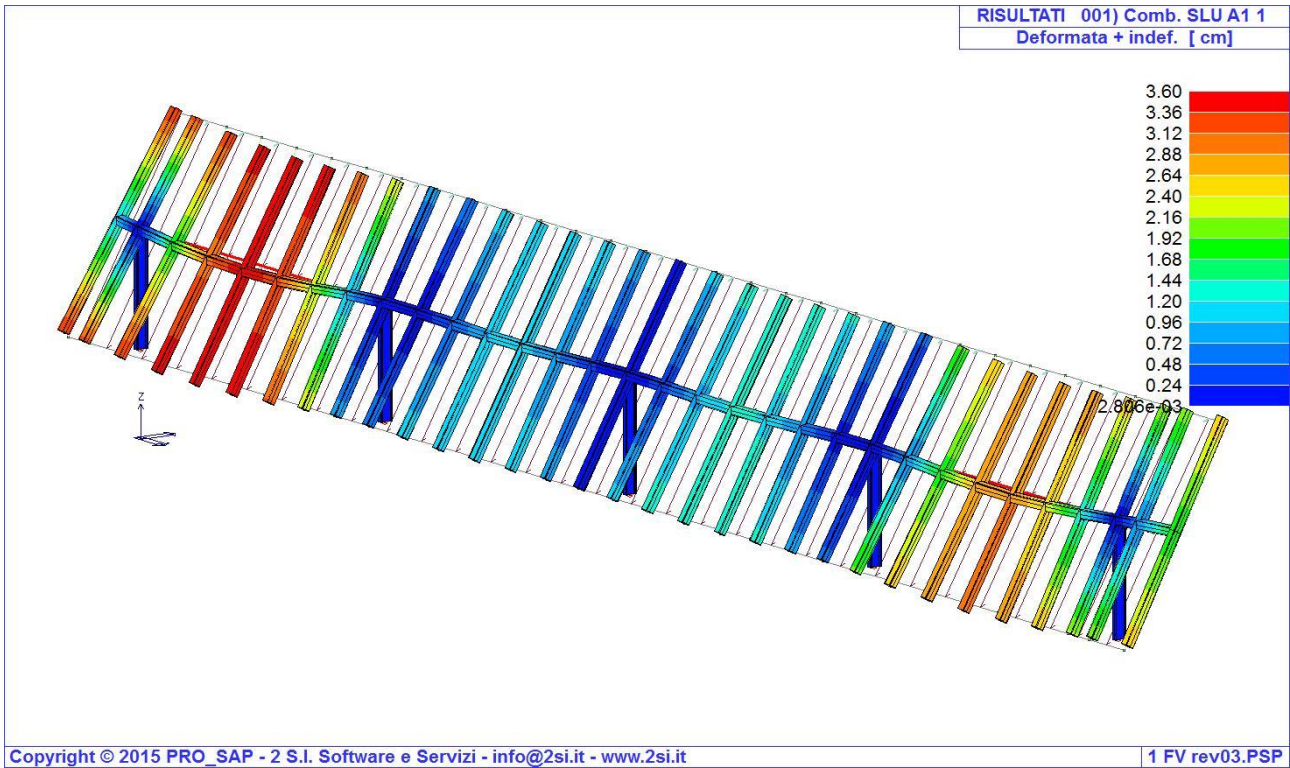 RISULTATI 001) Comb. SLU A1 1
Deformata + indef. [ cm]
3.60
3.36
3.12
2.88
2.64
2.40
2.16
1.92
1.68
1.44
1.20
0.96
0.72
0.48
0.24
2.806e-03
Z
Copyright © 2015 PRO_SAP - 2 S.I. Software e Servizi - info@2si.it - www.2si.it
1 FV rev03.PSP